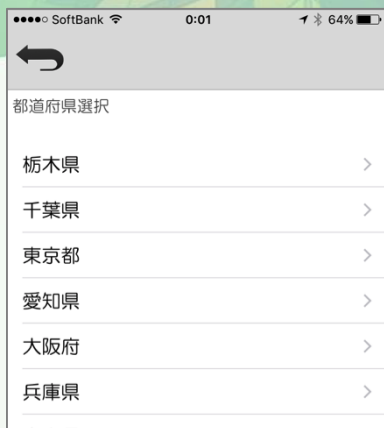 SoftBank 0:01 64%
都道府県選択
栃木県
千葉県
東京都
愛知県
大阪府
兵庫県